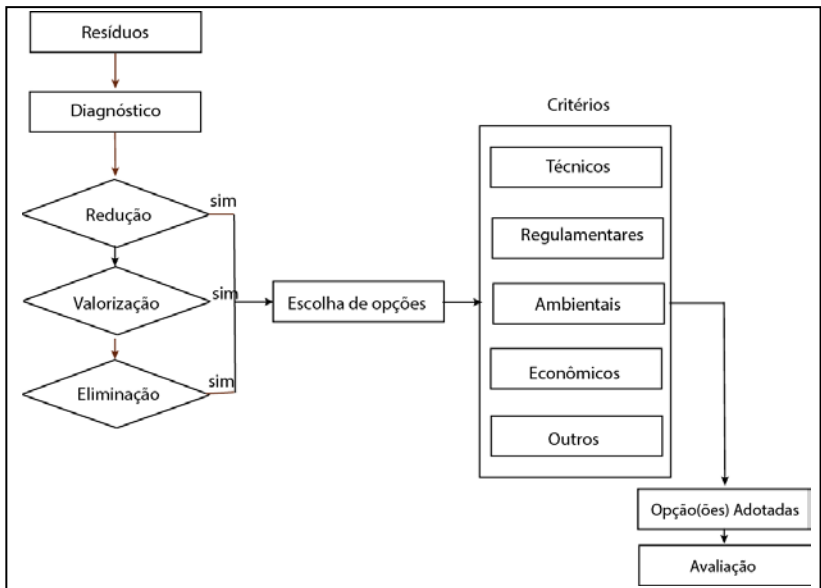 Resíduos
Diagnóstico
Redução
sim
Valorização
sim
Eliminação
sim
Escolha de opções
Critérios
Técnicos
Regulamentares
Ambientais
Econômicos
Outros
Opção(ões) Adotadas
Avaliação